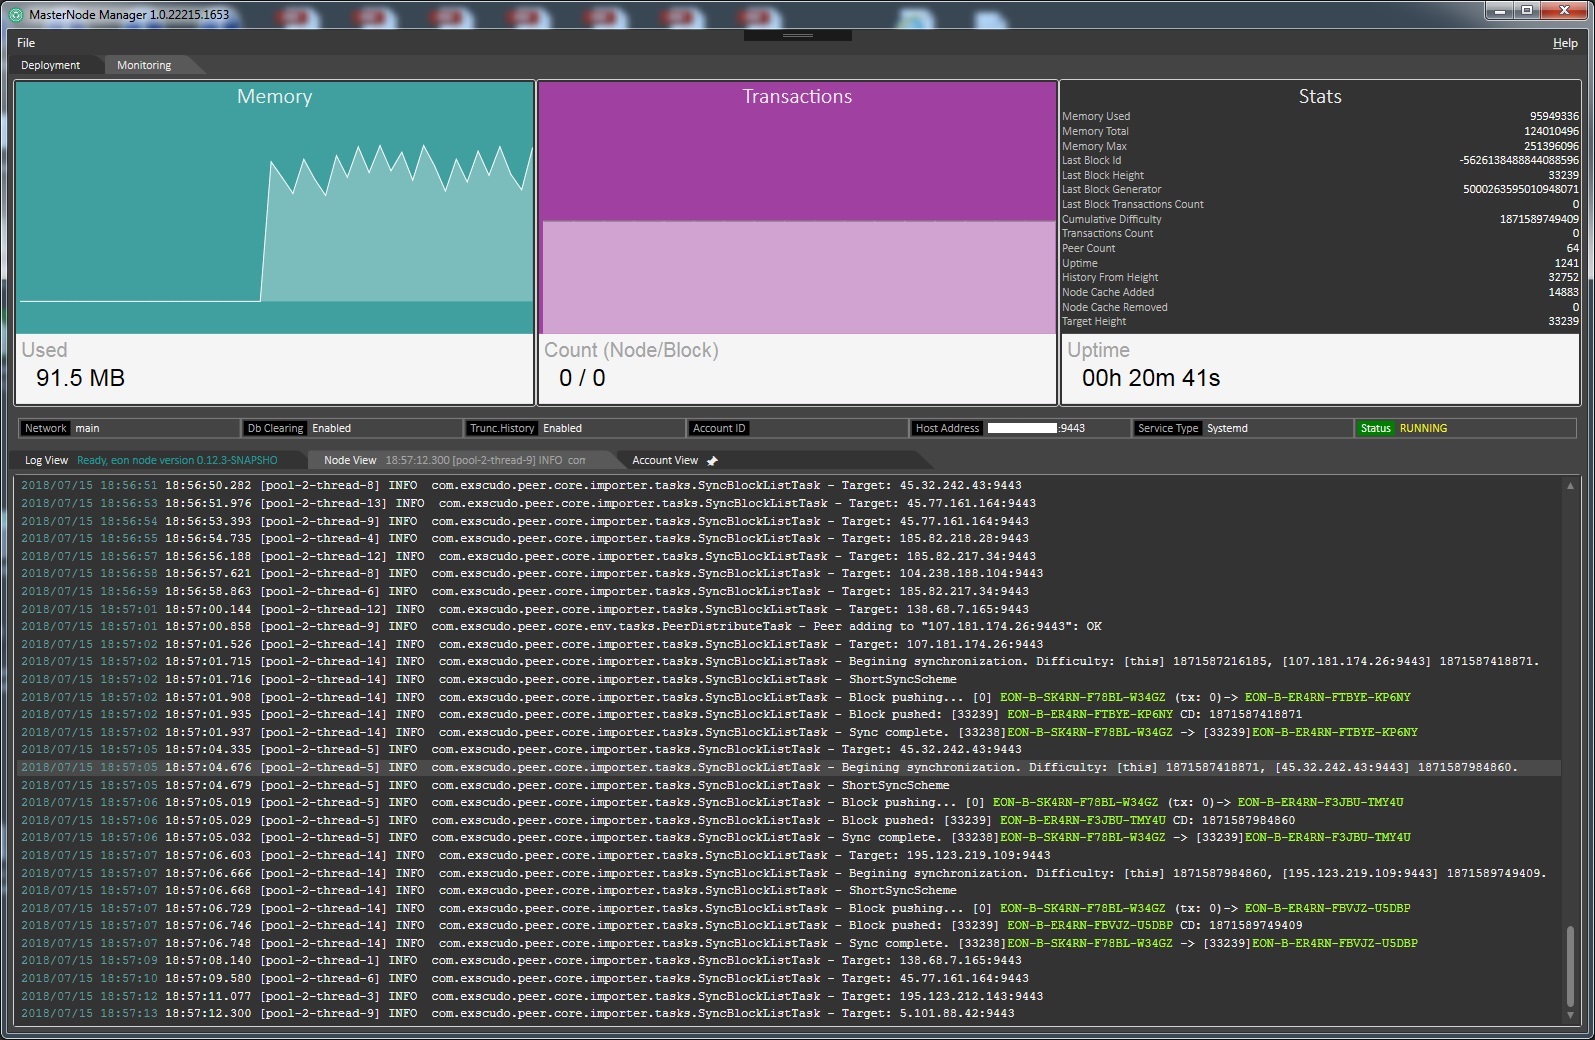 MasterNode Manager 1.0.22215.1653
File
Help
Deployment
Monitoring
Memory
Used
91.5 MB
Transactions
Count (Node/Block)
0 / 0
Stats
Memory Used 95949336
Memory Total 124010496
Memory Max 251396096
Last Block Id -5626138488844088596
Last Block Height 33239
Last Block Generator 5000263595010948071
Last Block Transactions Count 0
Cumulative Difficulty 1871589749409
Transactions Count 0
Peer Count 64
Uptime 1241
History From Height 32752
Node Cache Added 14883
Node Cache Removed 0
Target Height 33239
Uptime
00h 20m 41s
Network main Db Clearing Enabled Trunc.History Enabled Account ID Host Address :9443 Service Type Systemd Status RUNNING
Log View Ready, eon node version 0.12.3-SNAPSHO Node View 18:57:12.300 [pool-2-thread-9] INFO com Account View
2018/07/15 18:56:51 18:56:50.282 [pool-2-thread-8] INFO com.exscudo.peer.core.importer.tasks.SyncBlockListTask - Target: 45.32.242.43:9443
2018/07/15 18:56:53 18:56:51.976 [pool-2-thread-13] INFO com.exscudo.peer.core.importer.tasks.SyncBlockListTask - Target: 45.77.161.164:9443
2018/07/15 18:56:54 18:56:53.393 [pool-2-thread-9] INFO com.exscudo.peer.core.importer.tasks.SyncBlockListTask - Target: 45.77.161.164:9443
2018/07/15 18:56:55 18:56:54.735 [pool-2-thread-4] INFO com.exscudo.peer.core.importer.tasks.SyncBlockListTask - Target: 185.82.218.28:9443
2018/07/15 18:56:57 18:56:56.188 [pool-2-thread-12] INFO com.exscudo.peer.core.importer.tasks.SyncBlockListTask - Target: 185.82.217.34:9443
2018/07/15 18:56:58 18:56:57.621 [pool-2-thread-8] INFO com.exscudo.peer.core.importer.tasks.SyncBlockListTask - Target: 104.238.188.104:9443
2018/07/15 18:56:59 18:56:58.863 [pool-2-thread-6] INFO com.exscudo.peer.core.importer.tasks.SyncBlockListTask - Target: 185.82.217.34:9443
2018/07/15 18:57:01 18:57:00.144 [pool-2-thread-12] INFO com.exscudo.peer.core.importer.tasks.SyncBlockListTask - Target: 138.68.7.165:9443
2018/07/15 18:57:01 18:57:00.858 [pool-2-thread-9] INFO com.exscudo.peer.core.env.tasks.PeerDistributeTask - Peer adding to "107.181.174.26:9443": OK
2018/07/15 18:57:02 18:57:01.526 [pool-2-thread-14] INFO com.exscudo.peer.core.importer.tasks.SyncBlockListTask - Target: 107.181.174.26:9443
2018/07/15 18:57:02 18:57:01.715 [pool-2-thread-14] INFO com.exscudo.peer.core.importer.tasks.SyncBlockListTask - Begining synchronization. Difficulty: [this] 1871587216185, [107.181.174.26:9443] 1871587418871.
2018/07/15 18:57:02 18:57:01.716 [pool-2-thread-14] INFO com.exscudo.peer.core.importer.tasks.SyncBlockListTask - ShortSyncScheme
2018/07/15 18:57:02 18:57:01.908 [pool-2-thread-14] INFO com.exscudo.peer.core.importer.tasks.SyncBlockListTask - Block pushing... [0] EON-B-SK4RN-F78BL-W34GZ (tx: 0)-> EON-B-ER4RN-FTBYE-KP6NY
2018/07/15 18:57:02 18:57:01.935 [pool-2-thread-14] INFO com.exscudo.peer.core.importer.tasks.SyncBlockListTask - Block pushed: [33239] EON-B-ER4RN-FTBYE-KP6NY CD: 1871587418871
2018/07/15 18:57:02 18:57:01.937 [pool-2-thread-14] INFO com.exscudo.peer.core.importer.tasks.SyncBlockListTask - Sync complete. [33238]EON-B-SK4RN-F78BL-W34GZ -> [33239]EON-B-ER4RN-FTBYE-KP6NY
2018/07/15 18:57:05 18:57:04.335 [pool-2-thread-5] INFO com.exscudo.peer.core.importer.tasks.SyncBlockListTask - Target: 45.32.242.43:9443
2018/07/15 18:57:05 18:57:04.676 [pool-2-thread-5] INFO com.exscudo.peer.core.importer.tasks.SyncBlockListTask - Begining synchronization. Difficulty: [this] 1871587418871, [45.32.242.43:9443] 1871587984860.
2018/07/15 18:57:05 18:57:04.679 [pool-2-thread-5] INFO com.exscudo.peer.core.importer.tasks.SyncBlockListTask - ShortSyncScheme
2018/07/15 18:57:06 18:57:05.019 [pool-2-thread-5] INFO com.exscudo.peer.core.importer.tasks.SyncBlockListTask - Block pushing... [0] EON-B-SK4RN-F78BL-W34GZ (tx: 0)-> EON-B-ER4RN-F3JBU-TMY4U
2018/07/15 18:57:06 18:57:05.029 [pool-2-thread-5] INFO com.exscudo.peer.core.importer.tasks.SyncBlockListTask - Block pushed: [33239] EON-B-ER4RN-F3JBU-TMY4U CD: 1871587984860
2018/07/15 18:57:06 18:57:05.032 [pool-2-thread-5] INFO com.exscudo.peer.core.importer.tasks.SyncBlockListTask - Sync complete. [33238]EON-B-SK4RN-F78BL-W34GZ -> [33239]EON-B-ER4RN-F3JBU-TMY4U
2018/07/15 18:57:07 18:57:06.603 [pool-2-thread-14] INFO com.exscudo.peer.core.importer.tasks.SyncBlockListTask - Target: 195.123.219.109:9443
2018/07/15 18:57:07 18:57:06.666 [pool-2-thread-14] INFO com.exscudo.peer.core.importer.tasks.SyncBlockListTask - Begining synchronization. Difficulty: [this] 1871587984860, [195.123.219.109:9443] 1871589749409.
2018/07/15 18:57:07 18:57:06.668 [pool-2-thread-14] INFO com.exscudo.peer.core.importer.tasks.SyncBlockListTask - ShortSyncScheme
2018/07/15 18:57:07 18:57:06.729 [pool-2-thread-14] INFO com.exscudo.peer.core.importer.tasks.SyncBlockListTask - Block pushing... [0] EON-B-SK4RN-F78BL-W34GZ (tx: 0)-> EON-B-ER4RN-FBVJZ-U5DBP
2018/07/15 18:57:07 18:57:06.746 [pool-2-thread-14] INFO com.exscudo.peer.core.importer.tasks.SyncBlockListTask - Block pushed: [33239] EON-B-ER4RN-FBVJZ-U5DBP CD: 1871589749409
2018/07/15 18:57:07 18:57:06.748 [pool-2-thread-14] INFO com.exscudo.peer.core.importer.tasks.SyncBlockListTask - Sync complete. [33238]EON-B-SK4RN-F78BL-W34GZ -> [33239]EON-B-ER4RN-FBVJZ-U5DBP
2018/07/15 18:57:09 18:57:08.140 [pool-2-thread-1] INFO com.exscudo.peer.core.importer.tasks.SyncBlockListTask - Target: 138.68.7.165:9443
2018/07/15 18:57:10 18:57:09.580 [pool-2-thread-6] INFO com.exscudo.peer.core.importer.tasks.SyncBlockListTask - Target: 45.77.161.164:9443
2018/07/15 18:57:12 18:57:11.077 [pool-2-thread-3] INFO com.exscudo.peer.core.importer.tasks.SyncBlockListTask - Target: 195.123.212.143:9443
2018/07/15 18:57:13 18:57:12.300 [pool-2-thread-9] INFO com.exscudo.peer.core.importer.tasks.SyncBlockListTask - Target: 5.101.88.42:9443